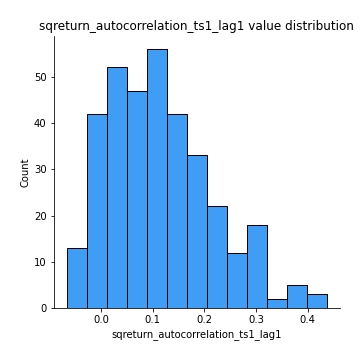 sqreturn_autocorrelation_ts1_lag1 value distribution
50
40
30
20
10
0
Count
0.0 0.1 0.2 0.3 0.4
sqreturn_autocorrelation_ts1_lag1